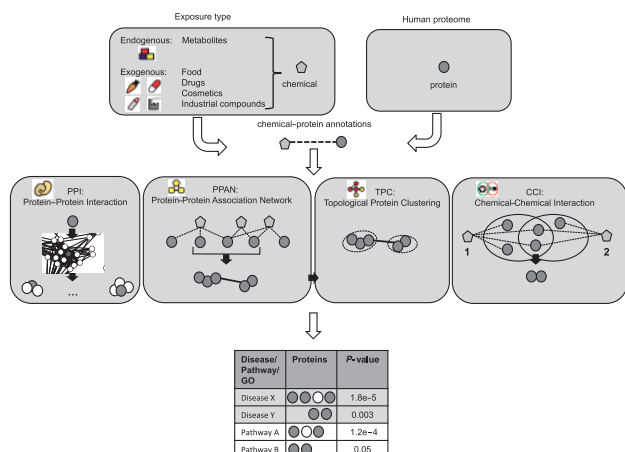 Exposure type
Human proteome
Endogenous: Metabolites
Exogenous: Food
Drugs
Cosmetics
Industrial compounds
chemical
protein
chemical–protein annotations
PPI:
Protein–Protein Interaction
PPAN:
Protein-Protein Association Network
TPC:
Topological Protein Clustering
CCI:
Chemical-Chemical Interaction
...
1
2
Disease/ Pathway/ GO Proteins P-value
Disease X 1.8e–5
Disease Y 0.003
Pathway A 1.2e–4
Pathway B 0.05